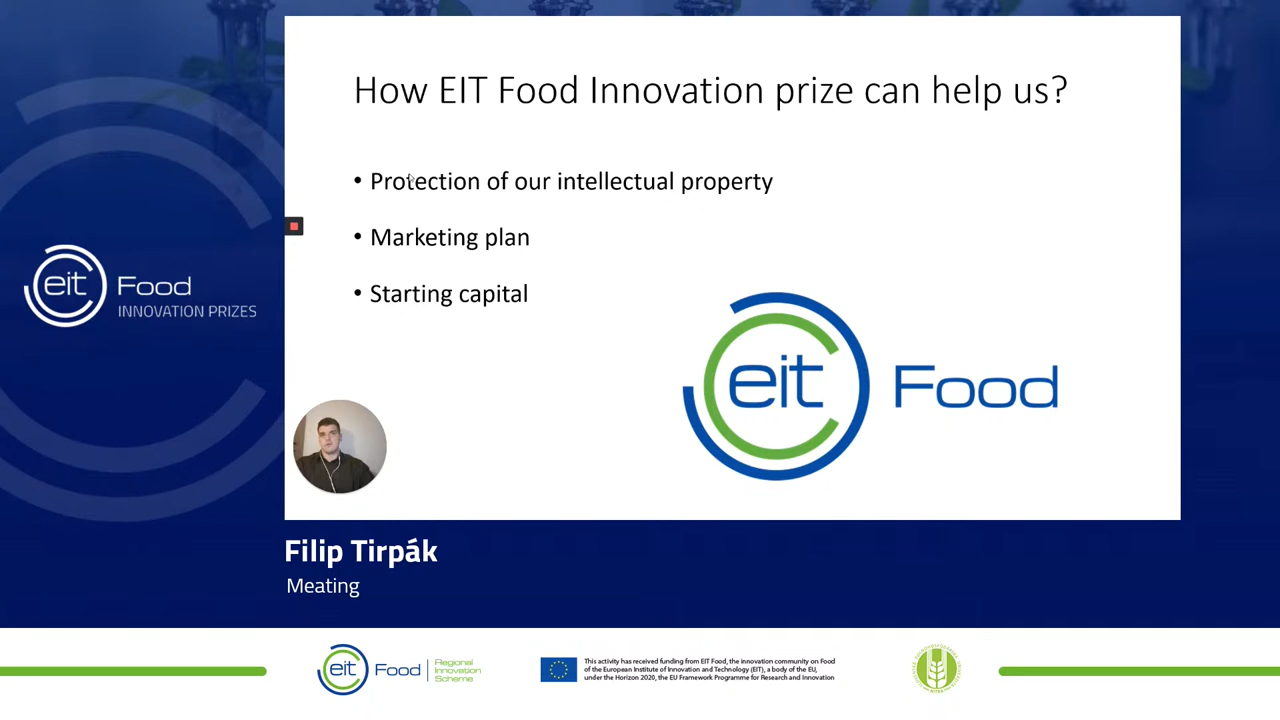 How EIT Food Innovation prize can help us?
• Protection of our intellectual property
• Marketing plan
• Starting capital
eit Food
eit Food
INNOVATION PRIZES
Filip Tirpák
Meating
eit Food Regional
Innovation
Scheme
This activity has received funding from EIT Food, the innovation community on Food
of the European Institute of Innovation and Technology (EIT), a body of the EU,
under the Horizon 2020, the EU Framework Programme for Research and Innovation